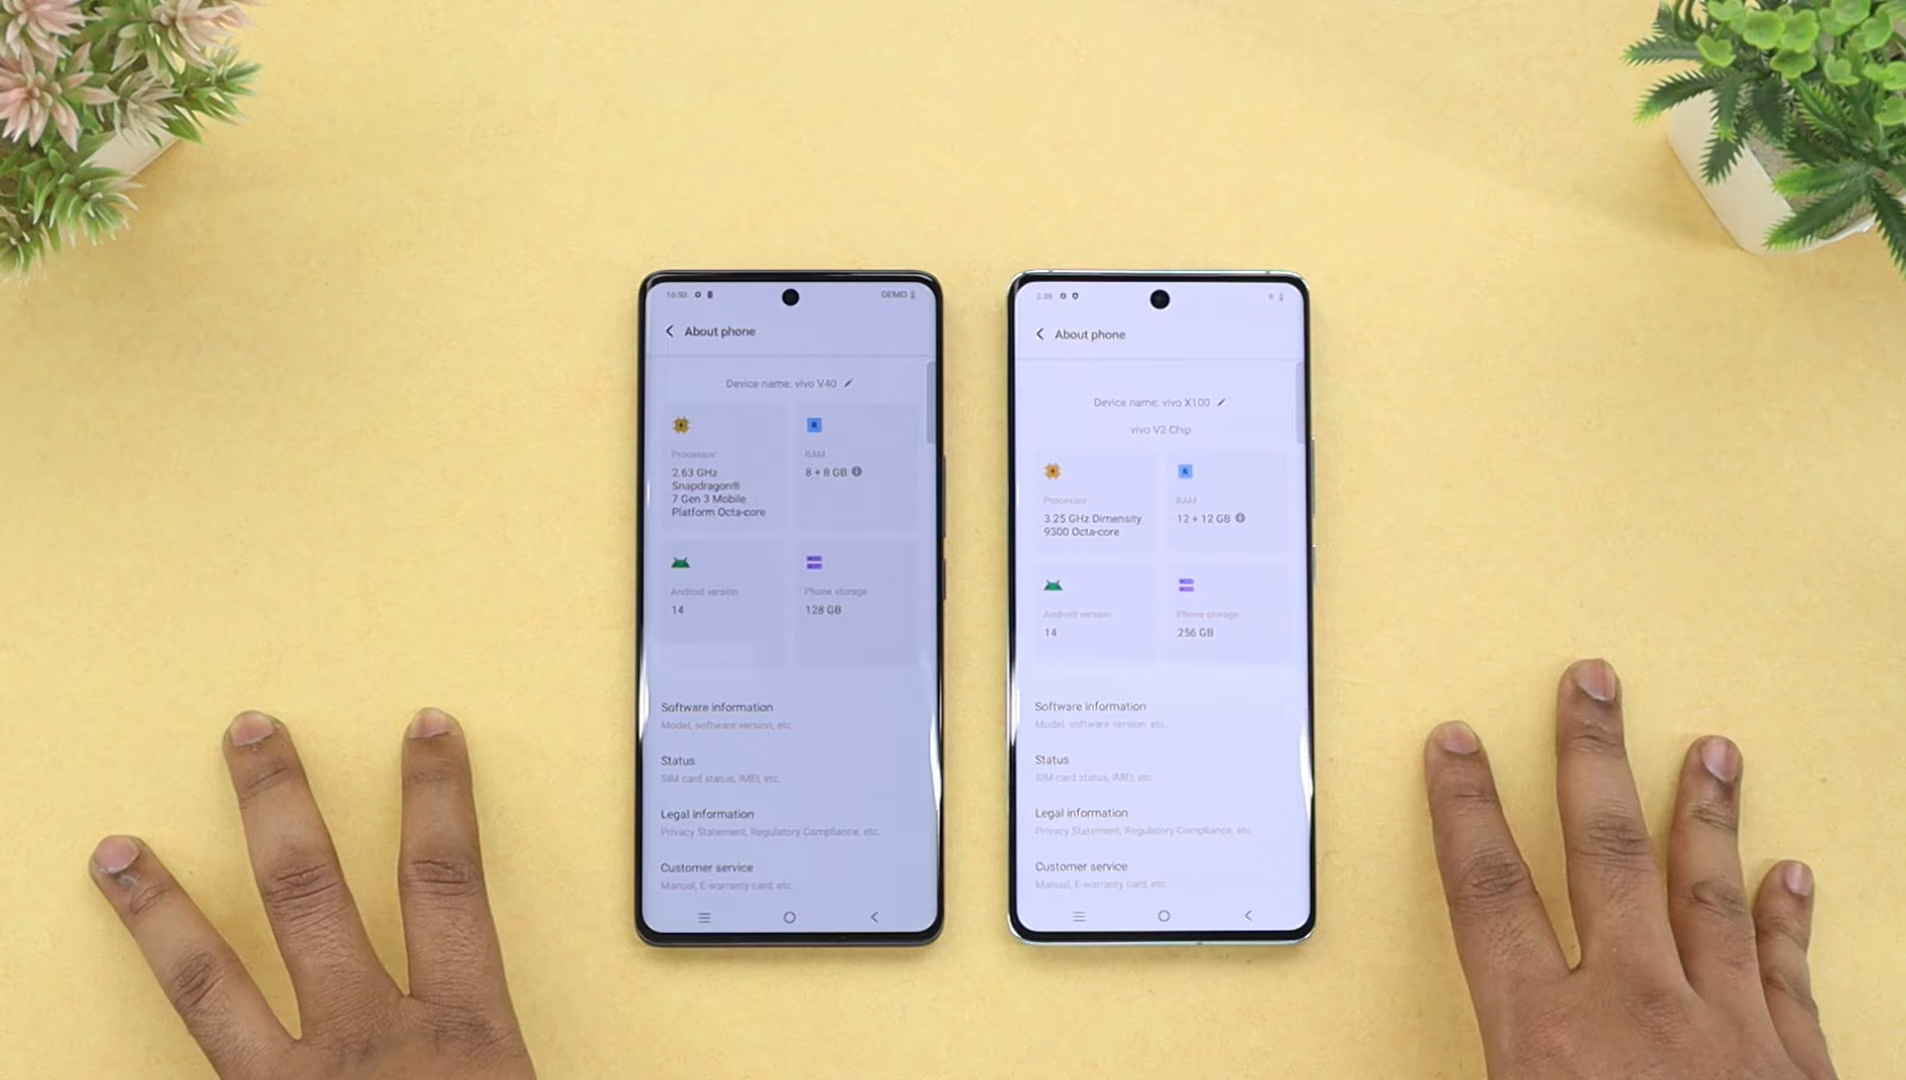 10:50
DEMO
About phone
Device name: vivo V40
Processor
2.63 GHz
Snapdragon®
7 Gen 3 Mobile
Platform Octa-core
R
RAM
8 + 8 GB
Android version
14
Phone storage
128 GB
Software information
Model, software version, etc.
Status
SIM card status, IMEI, etc.
Legal information
Privacy Statement, Regulatory Compliance, etc.
Customer service
Manual, E-warranty card, etc.
About phone
Device name: vivo X100
vivo V2 Chip
Processor
3.25 GHz Dimensity
9300 Octa-core
R
RAM
12 + 12 GB
Android version
14
Phone storage
256 GB
Software information
Model, software version, etc.
Status
SIM card status, IMEI, etc.
Legal information
Privacy Statement, Regulatory Compliance, etc.
Customer service
Manual, E-warranty card, etc.